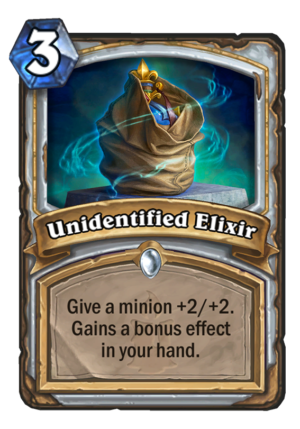 3
Unidentified Elixir
Give a minion +2/+2.
Gains a bonus effect
in your hand.